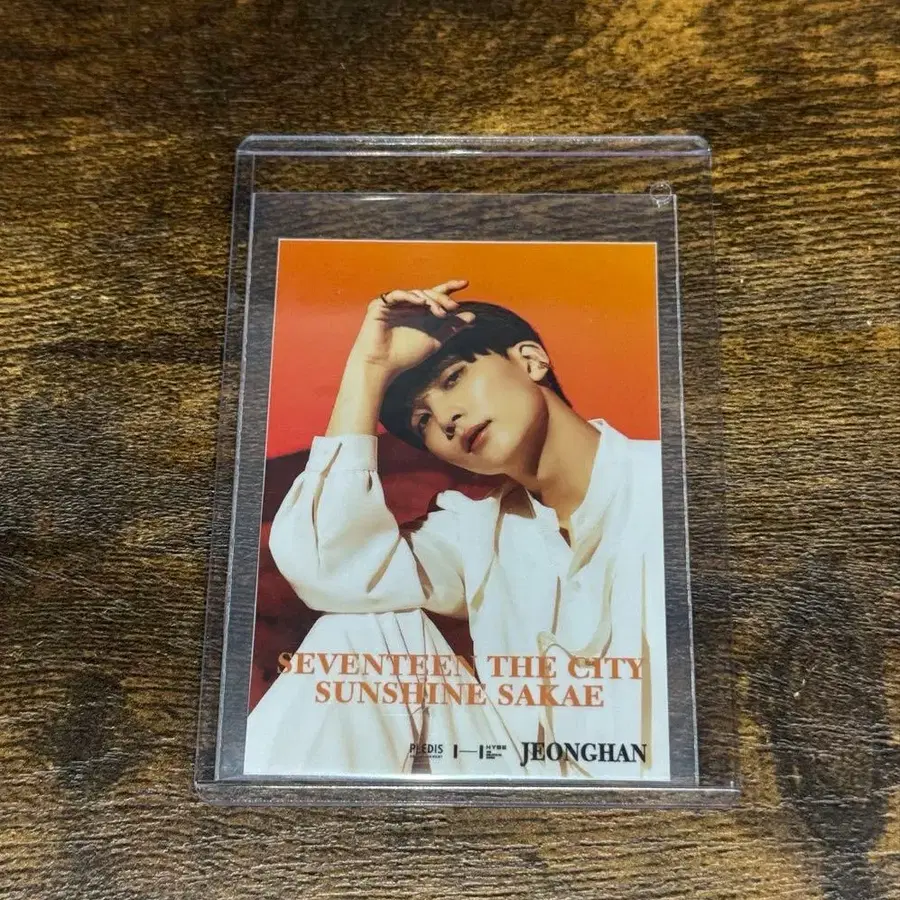 SEVENTEEN THE CITY
SUNSHINE SAKAE
PLEDIS HYBE JEONGHAN